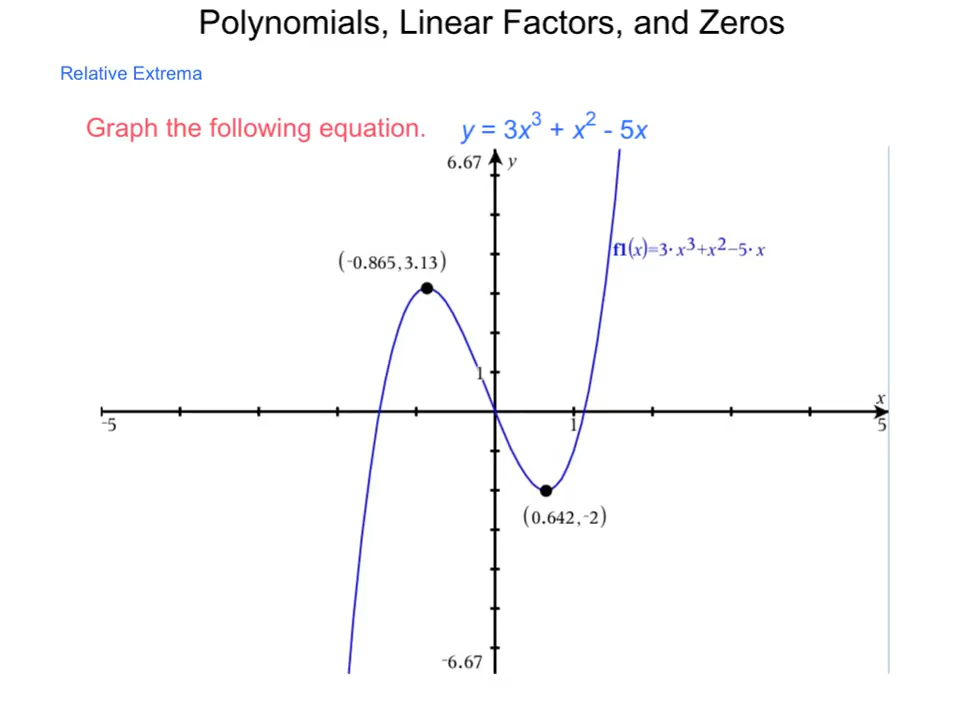 Polynomials, Linear Factors, and Zeros
Relative Extrema
Graph the following equation. y = 3x³ + x² - 5x
6.67 y
f1(x)=3·x³+x²−5·x
(⁻0.865,3.13)
1
x
⁻5 1 5
(0.642,⁻2)
⁻6.67